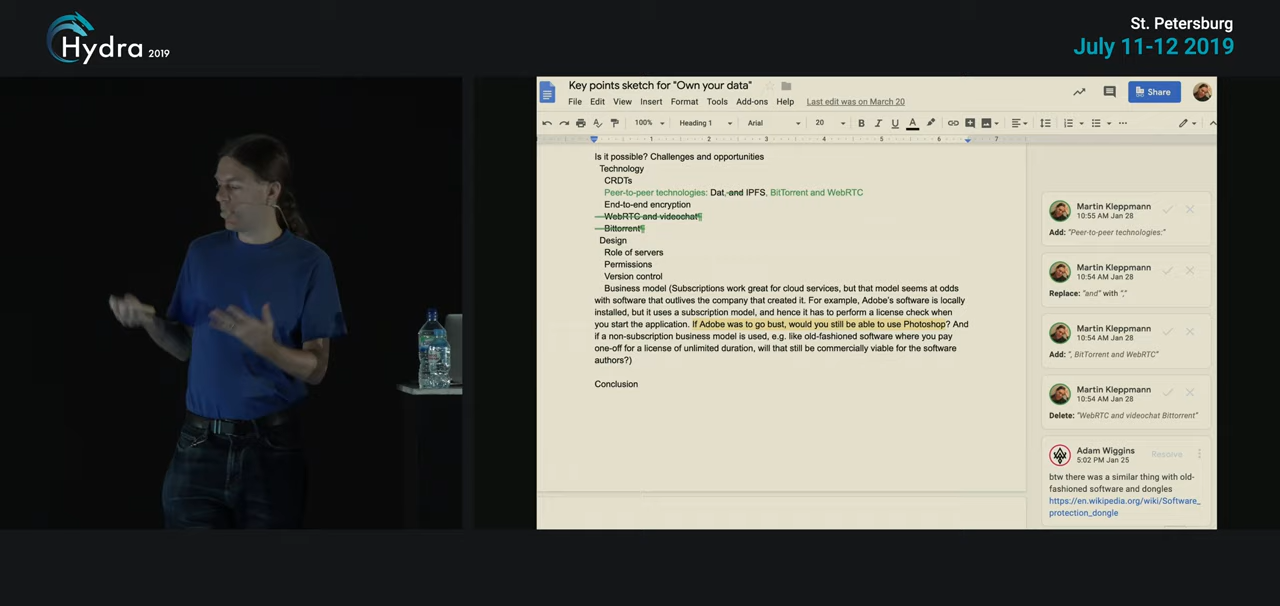 Hydra 2019
St. Petersburg
July 11-12 2019
Key points sketch for "Own your data"
File Edit View Insert Format Tools Add-ons Help Last edit was on March 20
Share
100% Heading 1 Arial 20 B I U A
1 2 3 4 5 6 7
Is it possible? Challenges and opportunities
Technology
CRDTs
Peer-to-peer technologies: Dat, and IPFS, BitTorrent and WebRTC
End-to-end encryption
WebRTC and videochat¶
Bittorrent¶
Design
Role of servers
Permissions
Version control
Business model (Subscriptions work great for cloud services, but that model seems at odds
with software that outlives the company that created it. For example, Adobe's software is locally
installed, but it uses a subscription model, and hence it has to perform a license check when
you start the application. If Adobe was to go bust, would you still be able to use Photoshop? And
if a non-subscription business model is used, e.g. like old-fashioned software where you pay
one-off for a license of unlimited duration, will that still be commercially viable for the software
authors?)
Conclusion
Martin Kleppmann
10:55 AM Jan 28
Add: "Peer-to-peer technologies:"
Martin Kleppmann
10:54 AM Jan 28
Replace: "and" with ","
Martin Kleppmann
10:54 AM Jan 28
Add: ", BitTorrent and WebRTC"
Martin Kleppmann
10:54 AM Jan 28
Delete: "WebRTC and videochat Bittorrent"
Adam Wiggins
5:02 PM Jan 25
Resolve
btw there was a similar thing with old-
fashioned software and dongles
https://en.wikipedia.org/wiki/Software_
protection_dongle